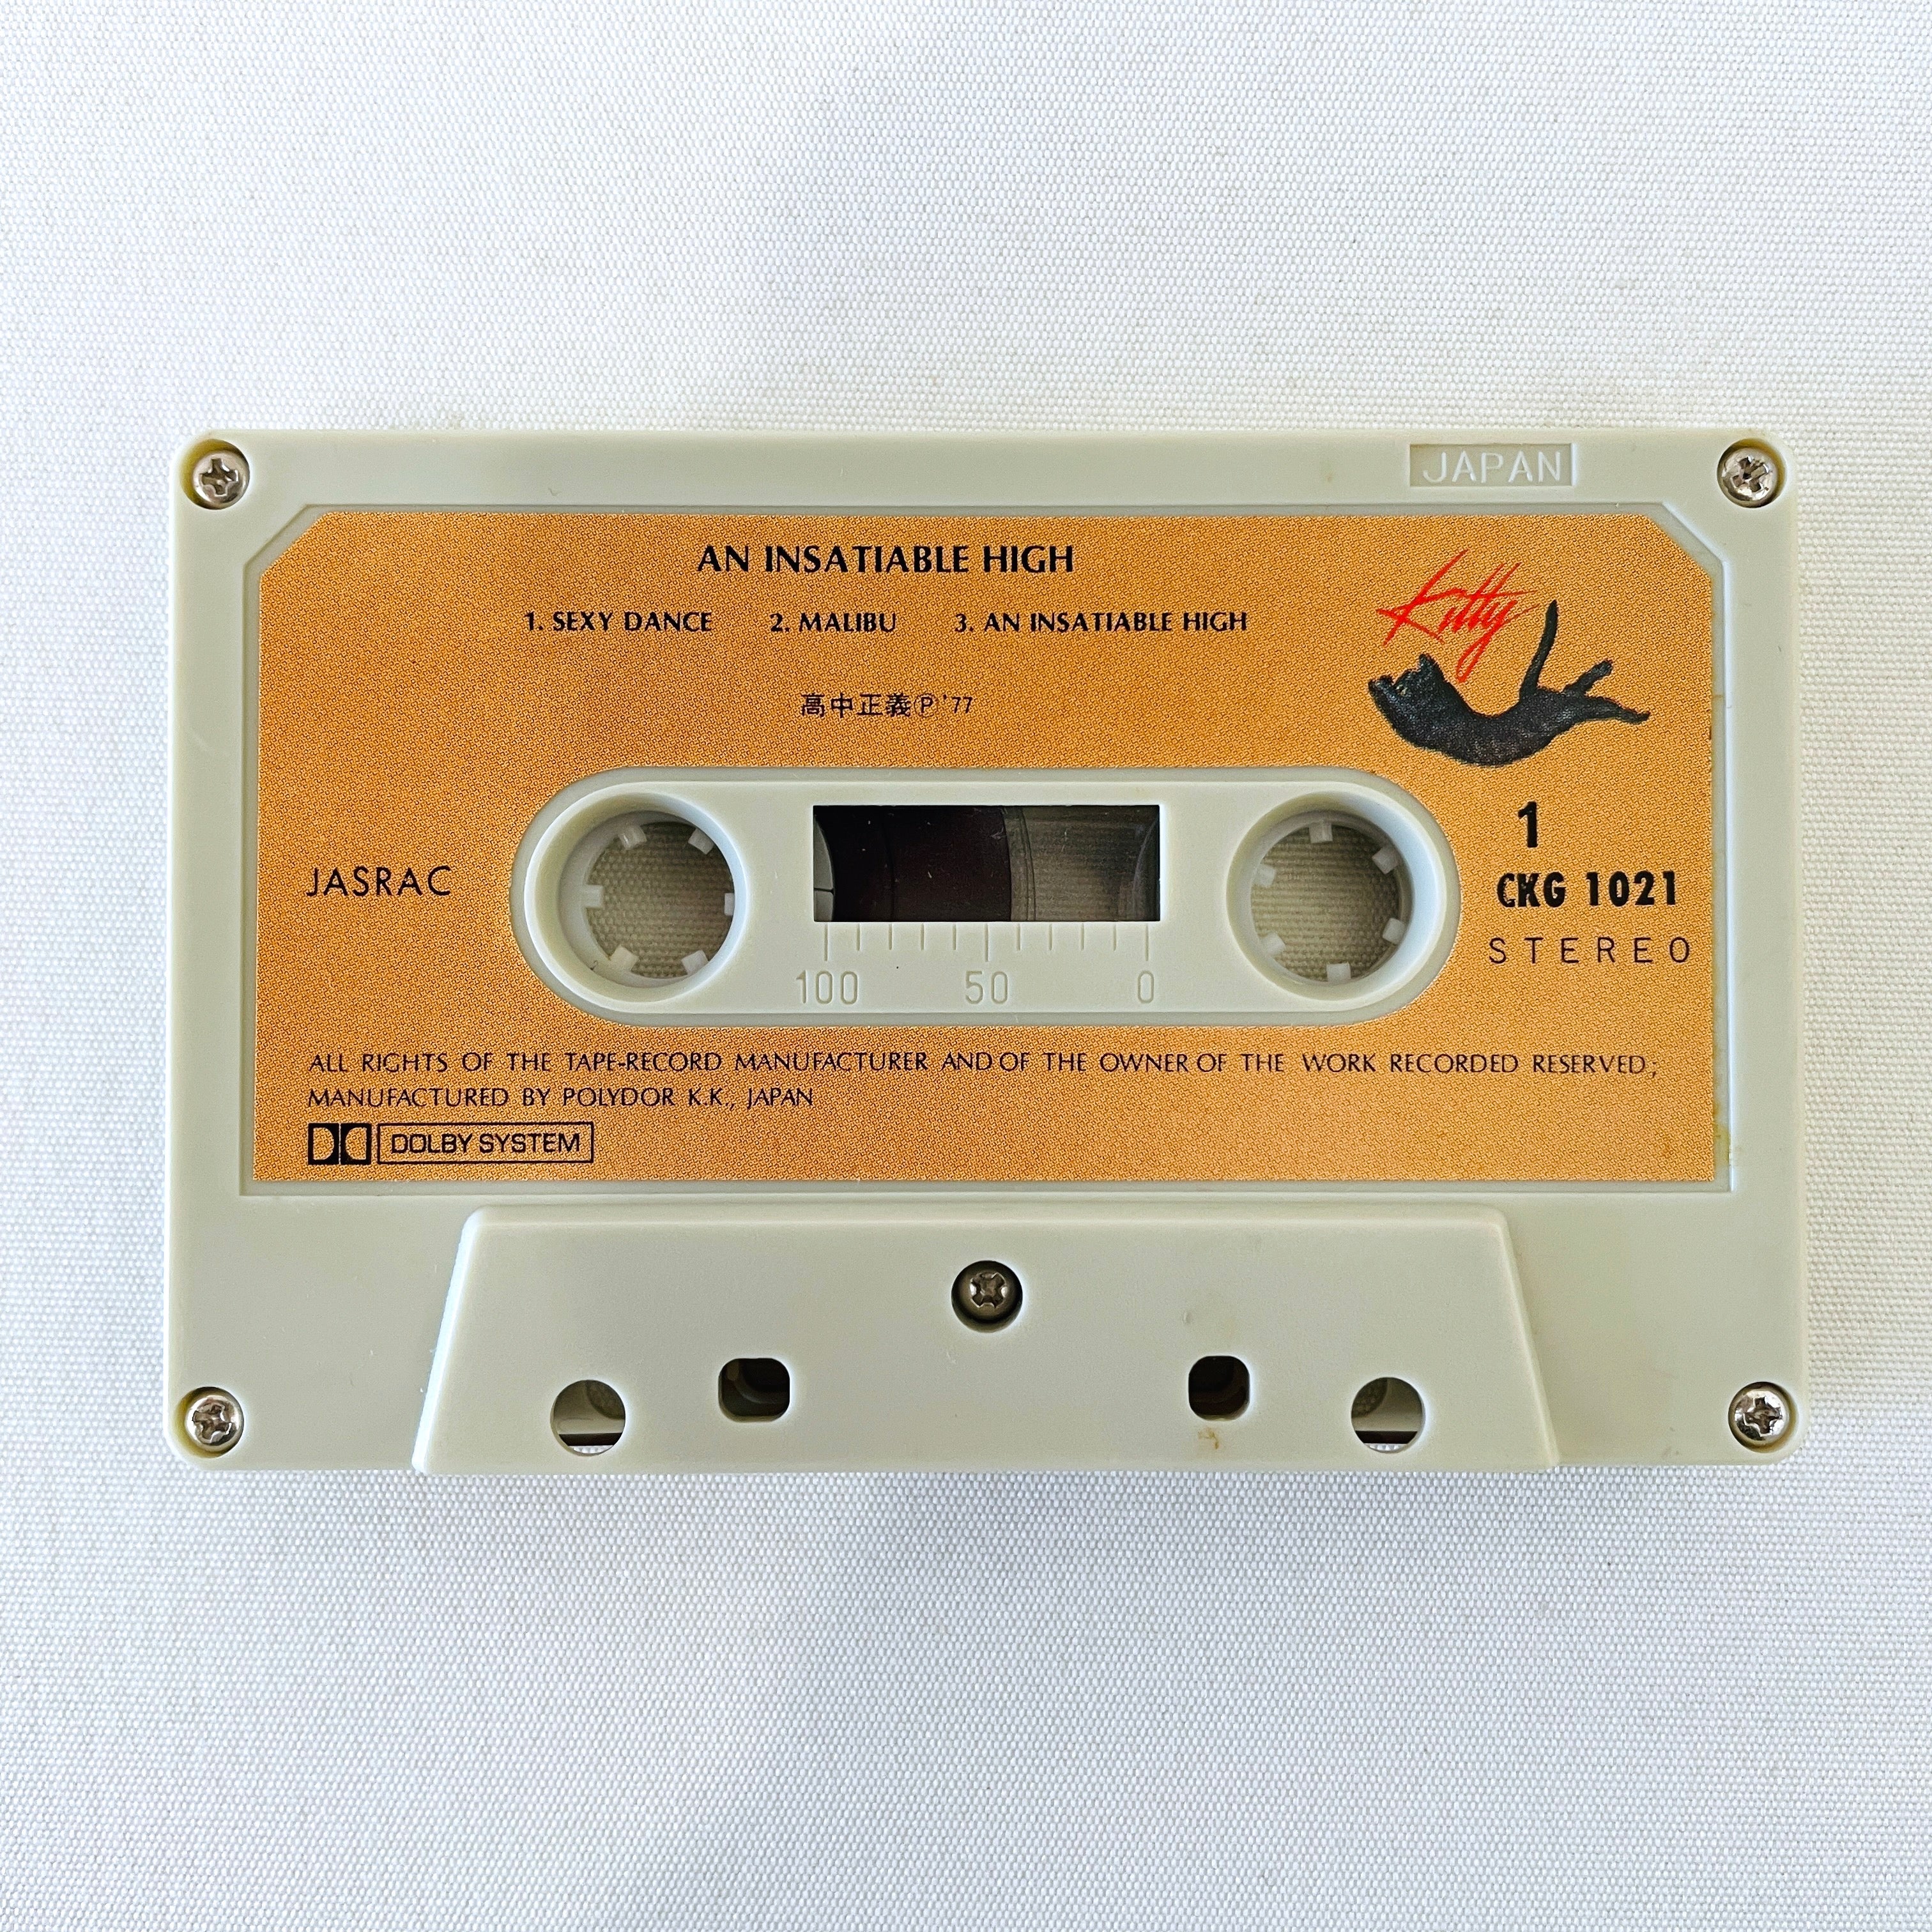 JAPAN
AN INSATIABLE HIGH
Kitty
1. SEXY DANCE 2. MALIBU 3. AN INSATIABLE HIGH
高中正義Ⓟ'77
1
JASRAC
CKG 1021
STEREO
100 50 0
ALL RIGHTS OF THE TAPE-RECORD MANUFACTURER AND OF THE OWNER OF THE WORK RECORDED RESERVED;
MANUFACTURED BY POLYDOR K.K., JAPAN
DOLBY SYSTEM